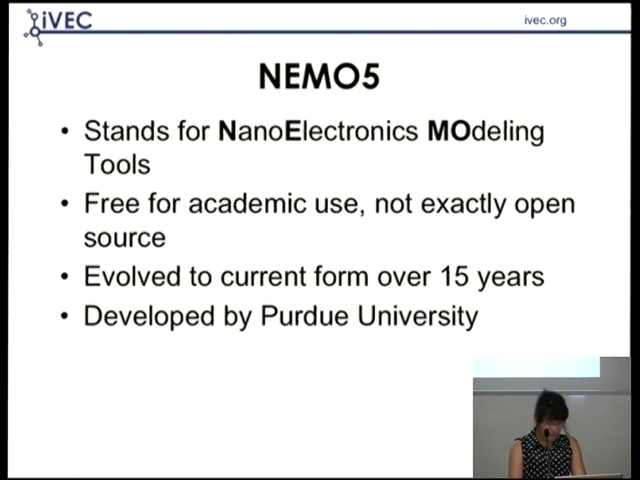 iVEC
ivec.org
NEMO5
• Stands for NanoElectronics MOdeling
Tools
• Free for academic use, not exactly open
source
• Evolved to current form over 15 years
• Developed by Purdue University